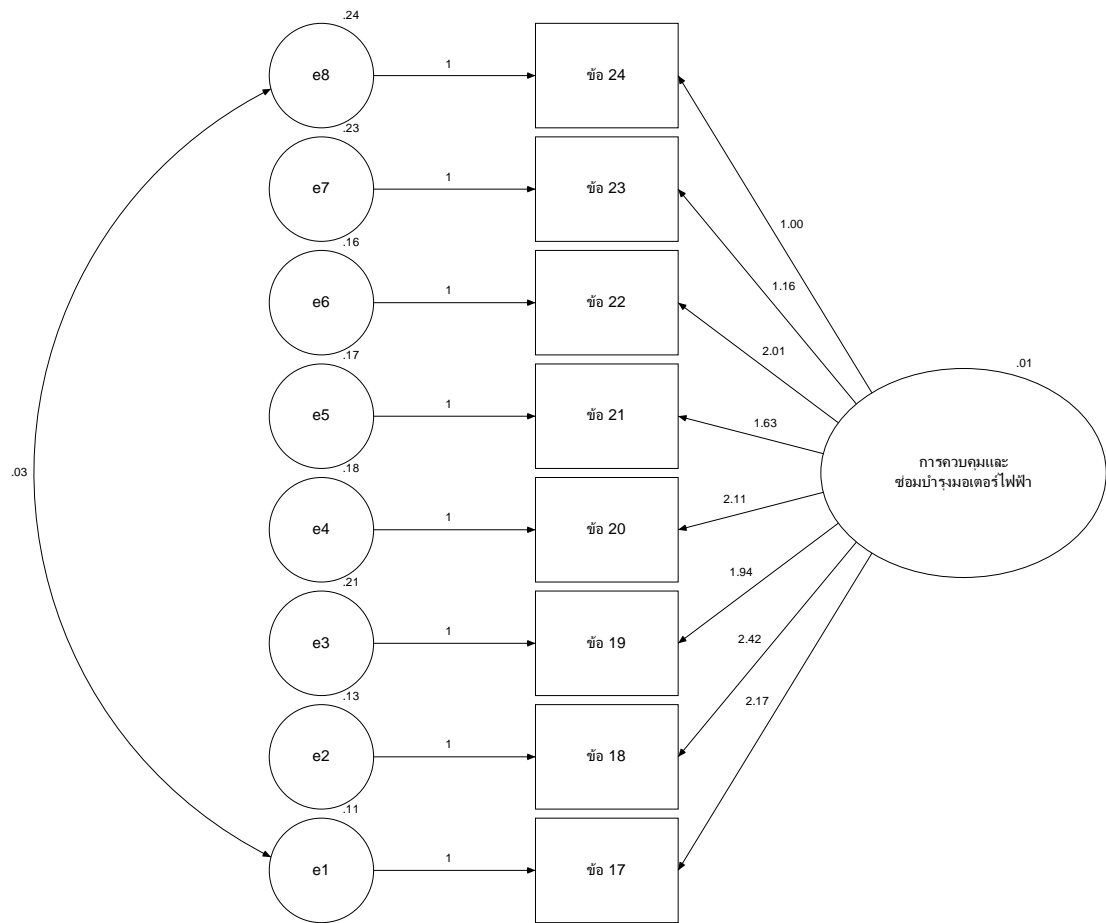 .24
e8
1
ข้อ 24
.23
e7
1
ข้อ 23
1.00
.16
e6
1
ข้อ 22
1.16
2.01
.17
e5
1
ข้อ 21
1.63
.01
การควบคุมและ
ซ่อมบำรุงมอเตอร์ไฟฟ้า
.03
.18
e4
1
ข้อ 20
2.11
.21
e3
1
ข้อ 19
1.94
2.42
.13
e2
1
ข้อ 18
2.17
.11
e1
1
ข้อ 17